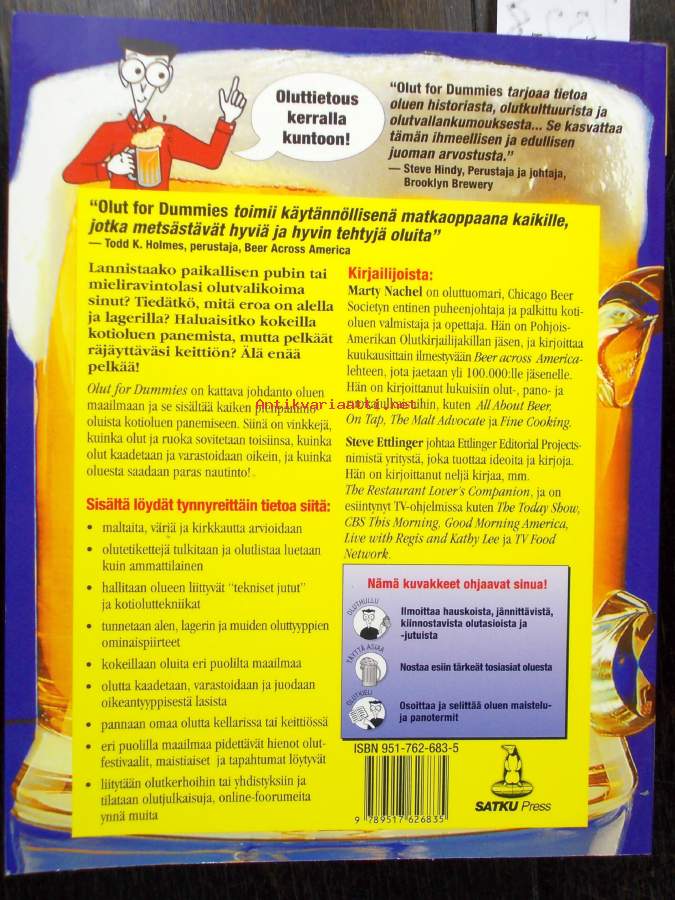 Oluttietous
kerralla
kuntoon!
“Olut for Dummies tarjoaa tietoa
oluen historiasta, olutkulttuurista ja
olutvallankumouksesta... Se kasvattaa
tämän ihmeellisen ja edullisen
juoman arvostusta.”
— Steve Hindy, Perustaja ja johtaja,
Brooklyn Brewery
“Olut for Dummies toimii käytännöllisenä matkaoppaana kaikille,
jotka metsästävät hyviä ja hyvin tehtyjä oluita”
— Todd K. Holmes, perustaja, Beer Across America
Lannistaako paikallisen pubin tai
mieliravintolasi olutvalikoima
sinut? Tiedätkö, mitä eroa on alella
ja lagerilla? Haluaisitko kokeilla
kotioluen panemista, mutta pelkäät
räjäyttäväsi keittiön? Älä enää
pelkää!
Olut for Dummies on kattava johdanto oluen
maailmaan ja se sisältää kaiken pienpanimo-
oluista kotioluen panemiseen. Siinä on vinkkejä,
kuinka olut ja ruoka sovitetaan toisiinsa, kuinka
olut kaadetaan ja varastoidaan oikein, ja kuinka
oluesta saadaan paras nautinto!
Sisältä löydät tynnyreittäin tietoa siitä:
• maltaita, väriä ja kirkkautta arvioidaan
• olutetikettejä tulkitaan ja olutlistaa luetaan
kuin ammattilainen
• hallitaan olueen liittyvät “tekniset jutut”
ja kotioluttekniikat
• tunnetaan alen, lagerin ja muiden oluttyyppien
ominaispiirteet
• kokeillaan oluita eri puolilta maailmaa
• olutta kaadetaan, varastoidaan ja juodaan
oikeantyyppisestä lasista
• pannaan omaa olutta kellarissa tai keittiössä
• eri puolilla maailmaa pidettävät hienot olut-
festivaalit, maistiaiset ja tapahtumat löytyvät
• liitytään olutkerhoihin tai yhdistyksiin ja
tilataan olutjulkaisuja, online-foorumeita
ynnä muita
Kirjailijoista:
Marty Nachel on oluttuomari, Chicago Beer
Societyn entinen puheenjohtaja ja palkittu koti-
oluen valmistaja ja opettaja. Hän on Pohjois-
Amerikan Olutkirjailijakillan jäsen, ja kirjoittaa
kuukausittain ilmestyvään Beer across America-
lehteen, jota jaetaan yli 100.000:lle jäsenelle.
Hän on kirjoittanut lukuisiin olut-, pano- ja
ruokajulkaisuihin, kuten All About Beer,
On Tap, The Malt Advocate ja Fine Cooking.
Antikvariaatti.net
Steve Ettlinger johtaa Ettlinger Editorial Projects-
nimistä yritystä, joka tuottaa ideoita ja kirjoja.
Hän on kirjoittanut neljä kirjaa, mm.
The Restaurant Lover's Companion, ja on
esiintynyt TV-ohjelmissa kuten The Today Show,
CBS This Morning, Good Morning America,
Live with Regis and Kathy Lee ja TV Food
Network.
Nämä kuvakkeet ohjaavat sinua!
OLUTHULLU
Ilmoittaa hauskoista, jännittävistä,
kiinnostavista olutasioista ja
-jutuista
TÄYTTÄ ASIAA
Nostaa esiin tärkeät tosiasiat oluesta
OLUTKIELI
Osoittaa ja selittää oluen maistelu-
ja panotermit
ISBN 951-762-683-5
9 789517 626835
SATKU Press